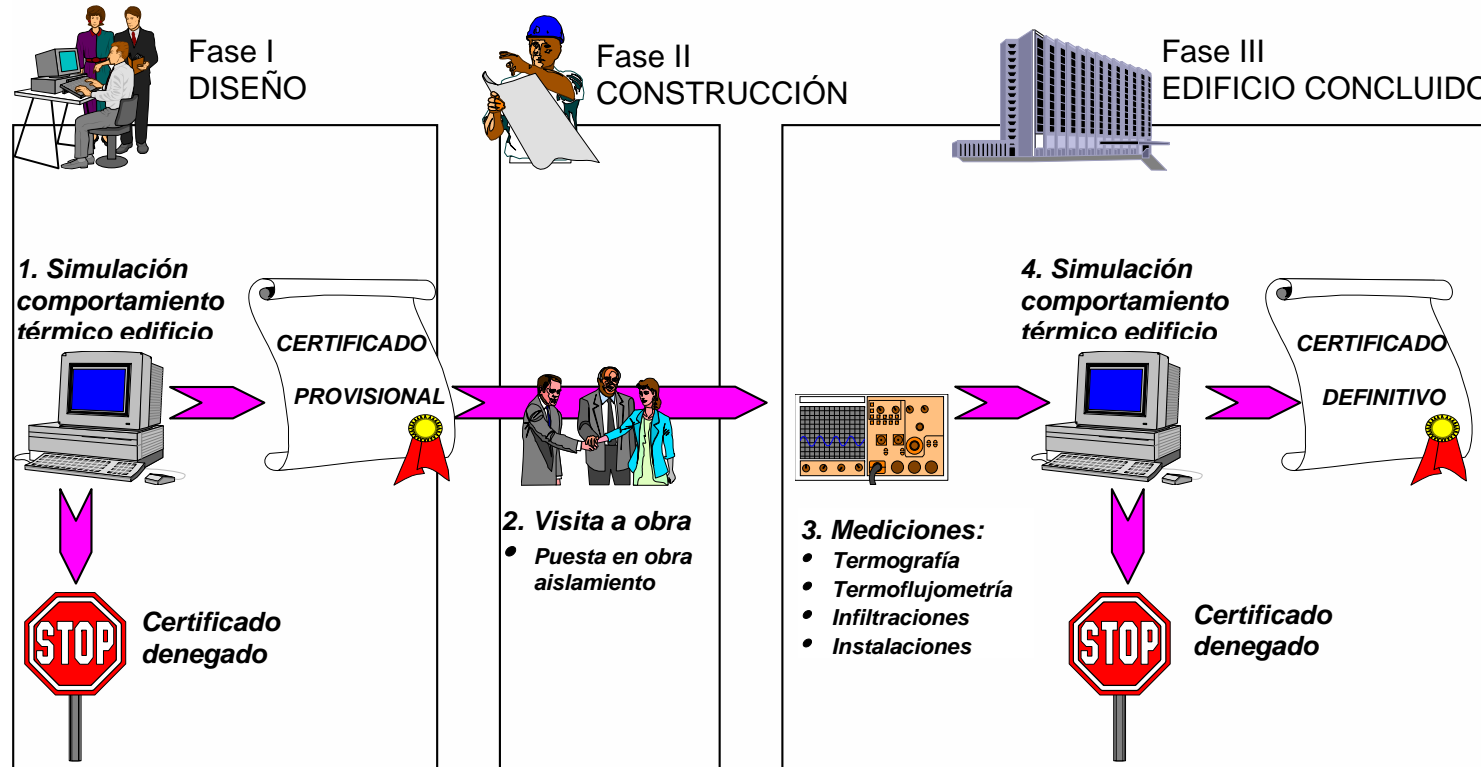 Fase I
DISEÑO
Fase II
CONSTRUCCIÓN
Fase III
EDIFICIO CONCLUIDO
1. Simulación
comportamiento
térmico edificio
CERTIFICADO
PROVISIONAL
STOP
Certificado
denegado
2. Visita a obra
• Puesta en obra
aislamiento
3. Mediciones:
• Termografía
• Termoflujometría
• Infiltraciones
• Instalaciones
4. Simulación
comportamiento
térmico edificio
CERTIFICADO
DEFINITIVO
STOP
Certificado
denegado